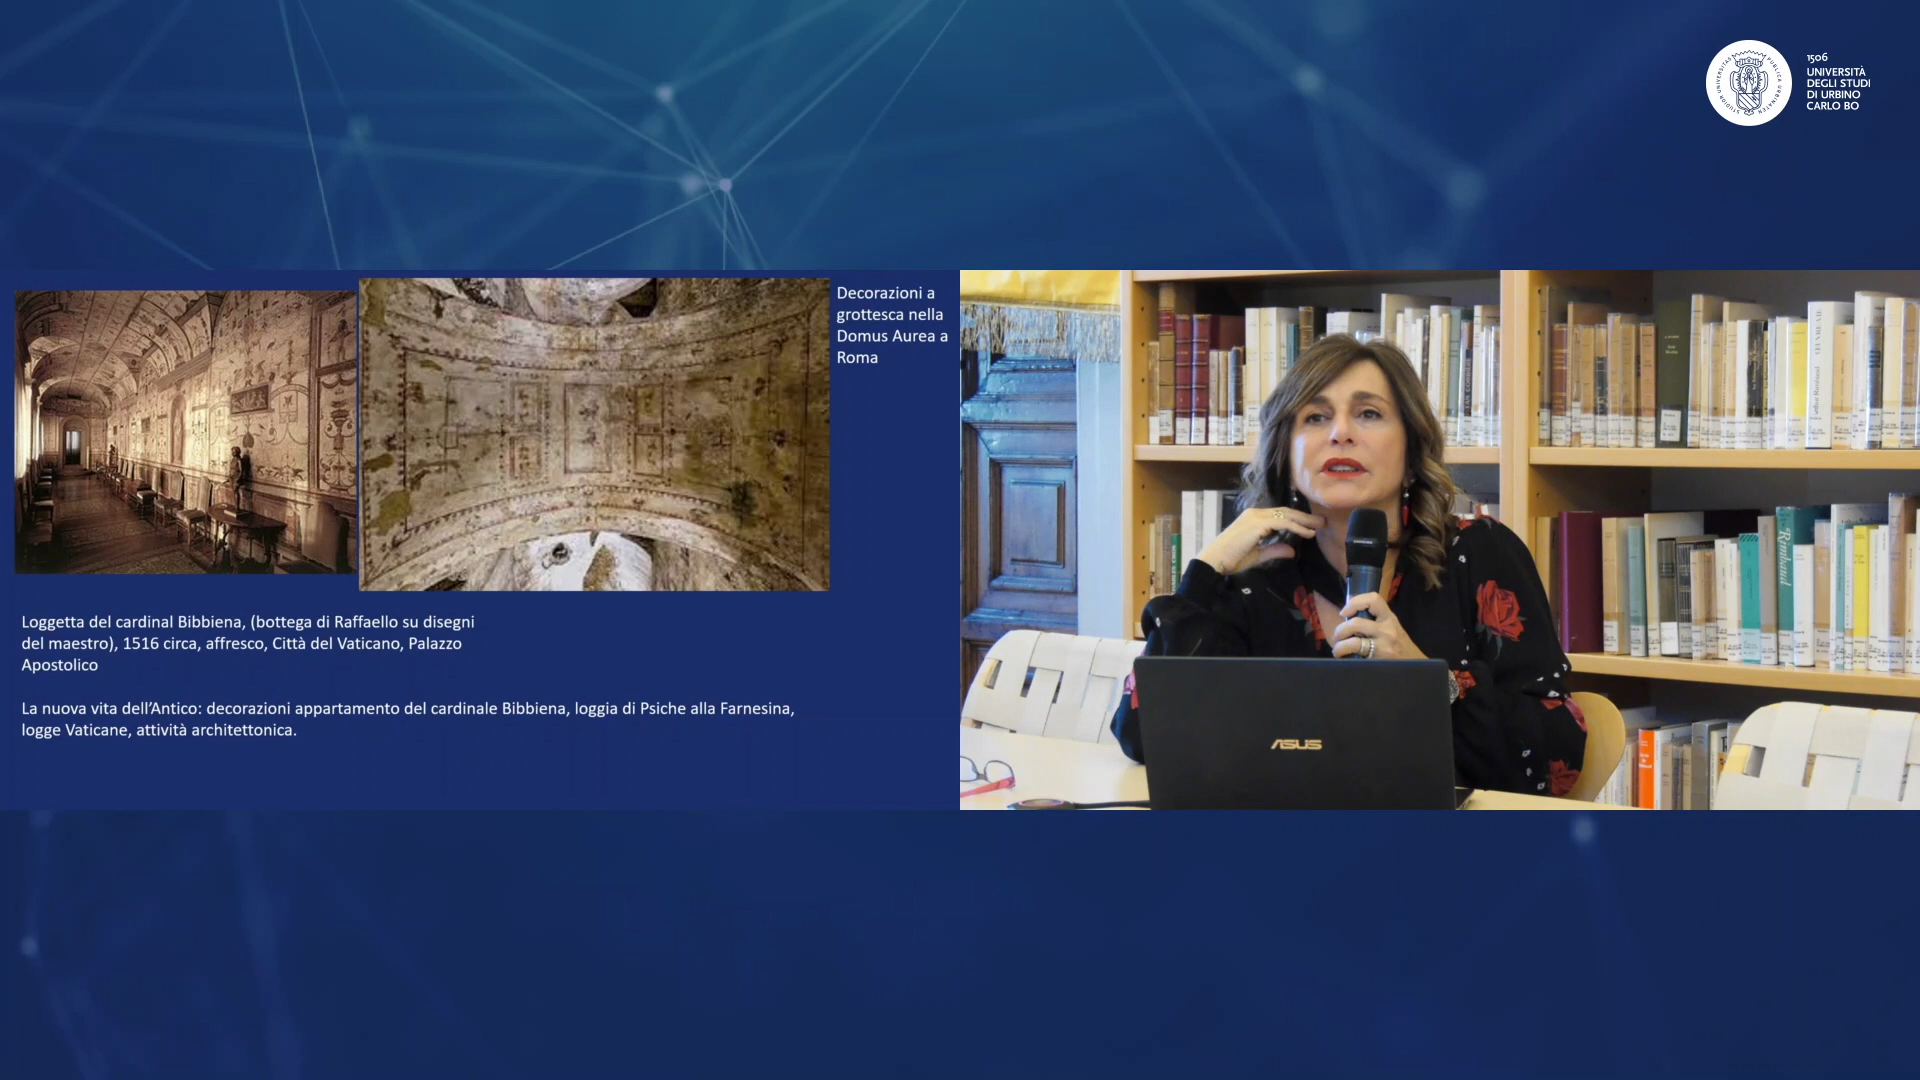 1506
UNIVERSITÀ
DEGLI STUDI
DI URBINO
CARLO BO
Decorazioni a
grottesca nella
Domus Aurea a
Roma
Loggetta del cardinal Bibbiena, (bottega di Raffaello su disegni
del maestro), 1516 circa, affresco, Città del Vaticano, Palazzo
Apostolico
La nuova vita dell’Antico: decorazioni appartamento del cardinale Bibbiena, loggia di Psiche alla Farnesina,
logge Vaticane, attività architettonica.
Rimbaud
ASUS